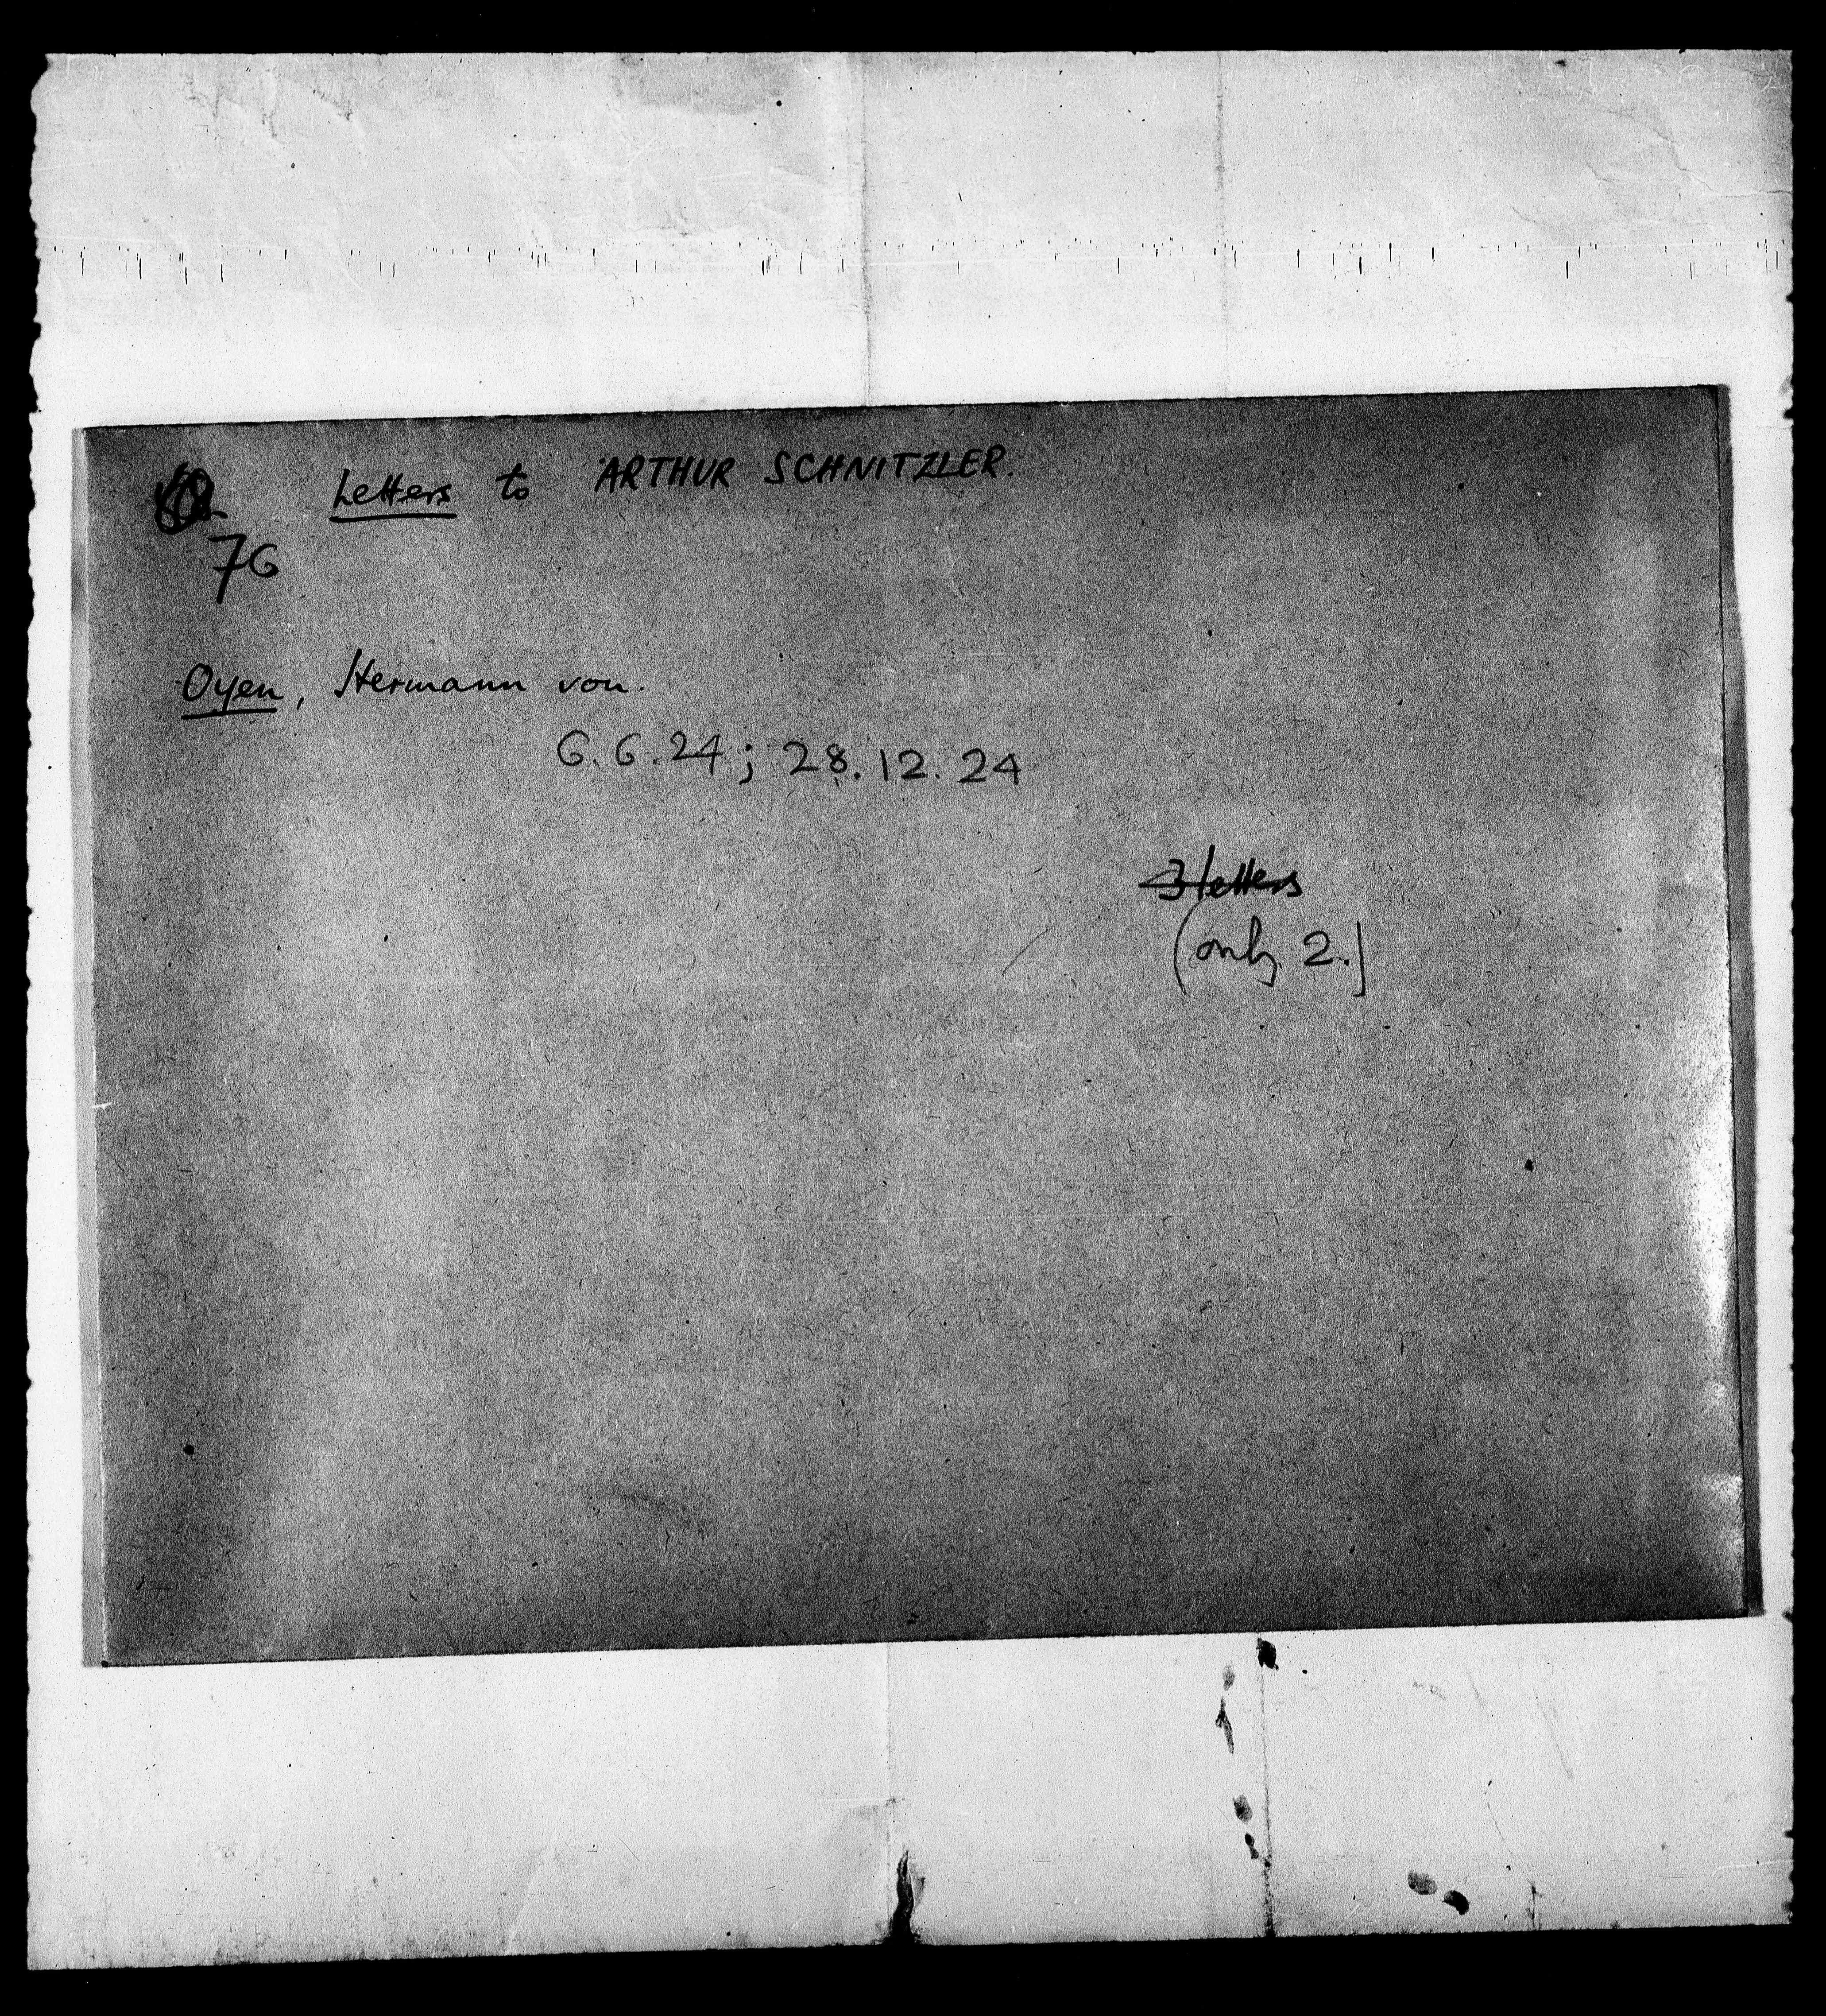 Letters to ARTHUR SCHNITZLER.
76
Oyen, Hermann von.
6.6.24; 28.12.24
3 letters
(only 2.)